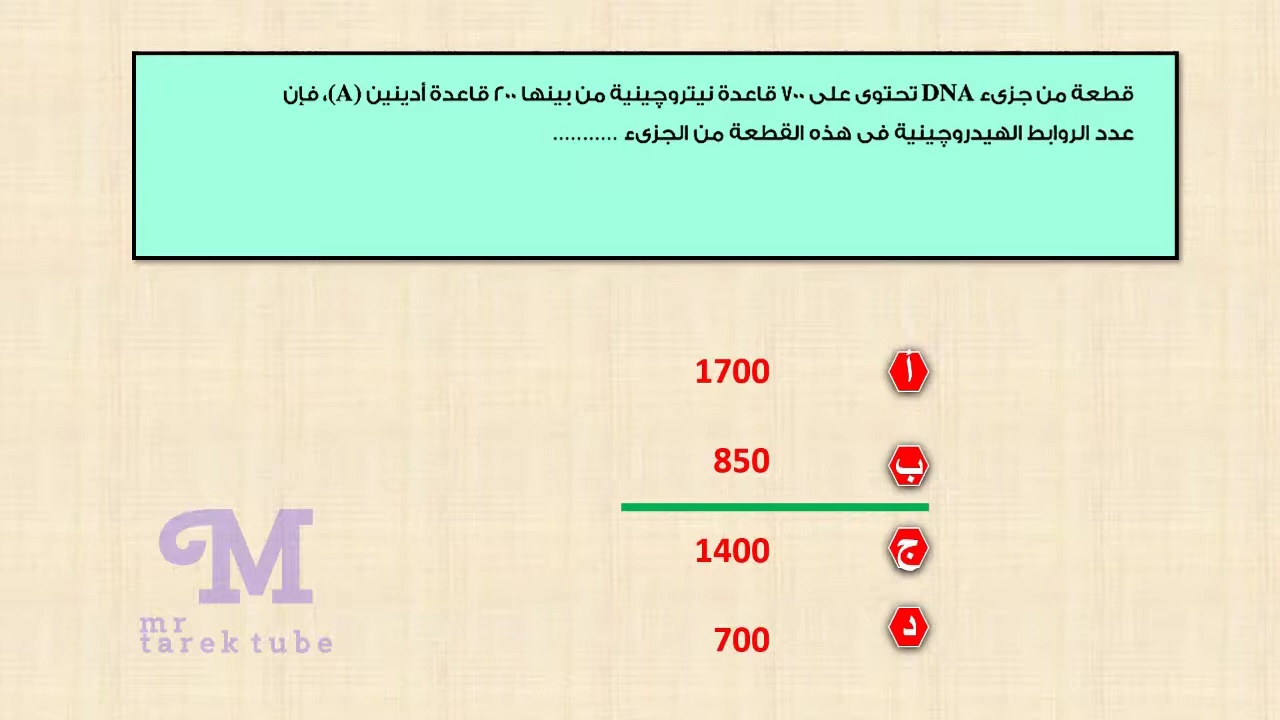 قطعة من جزىء DNA تحتوى على ٧٠٠ قاعدة نيتروچينية من بينها ٢٠٠ قاعدة أدينين (A)، فإن
عدد الروابط الهيدروچينية فى هذه القطعة من الجزىء ...........
أ 1700
ب 850
ج 1400
د 700
M
mr
tarek tube